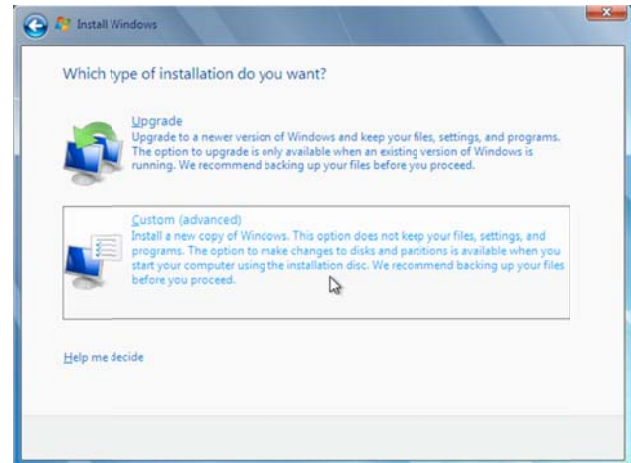 Install Windows
Which type of installation do you want?
Upgrade
Upgrade to a newer version of Windows and keep your files, settings, and programs.
The option to upgrade is only available when an existing version of Windows is
running. We recommend backing up your files before you proceed.
Custom (advanced)
Install a new copy of Windows. This option does not keep your files, settings, and
programs. The option to make changes to disks and partitions is available when you
start your computer using the installation disc. We recommend backing up your files
before you proceed.
Help me decide